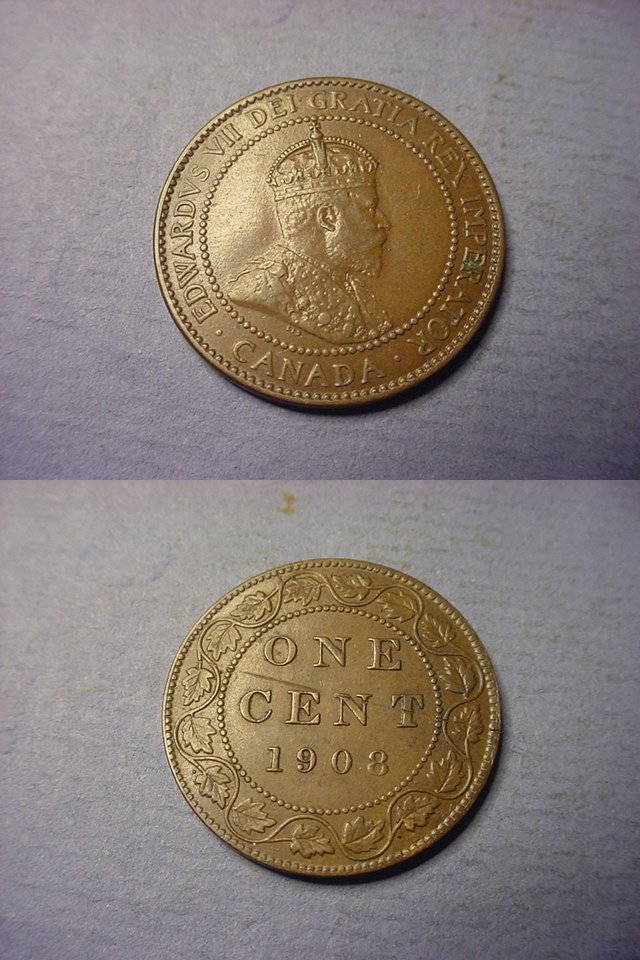 EDWARDVS VII DEI·GRATIA REX IMPERATOR
· CANADA ·
ONE
CENT
1908